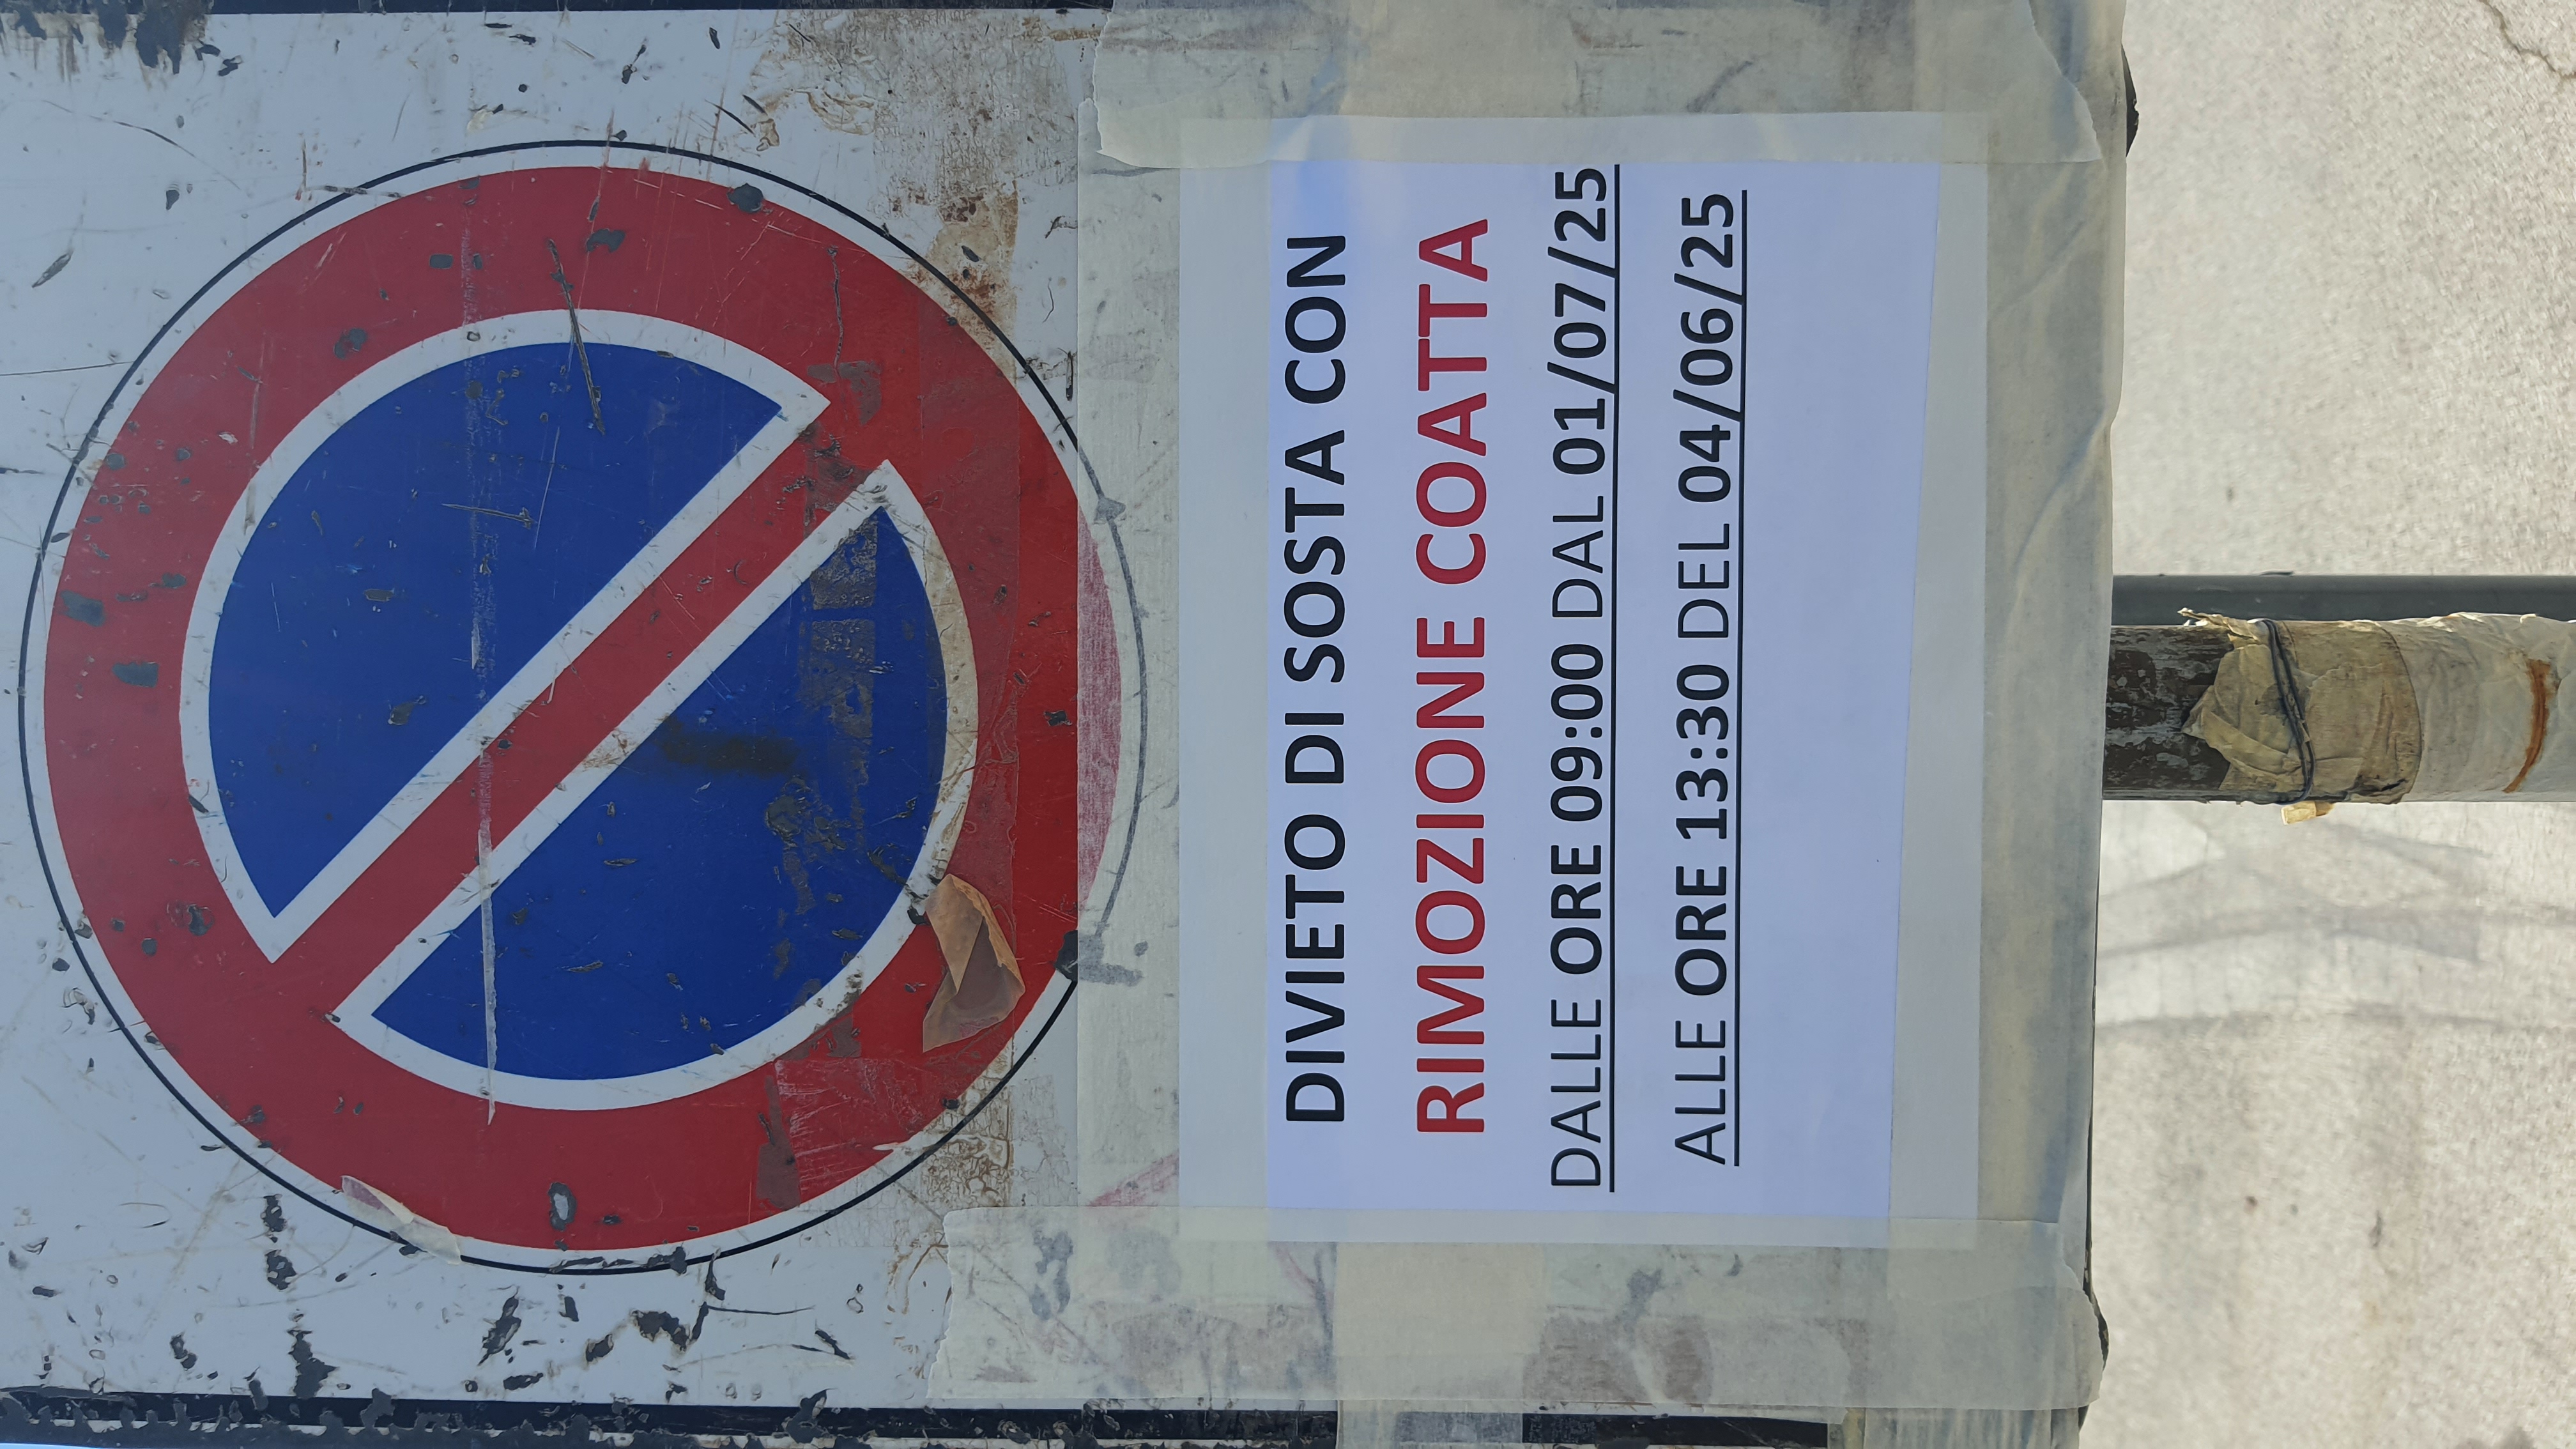 DIVIETO DI SOSTA CON
RIMOZIONE COATTA
DALLE ORE 09:00 DAL 01/07/25
ALLE ORE 13:30 DEL 04/06/25